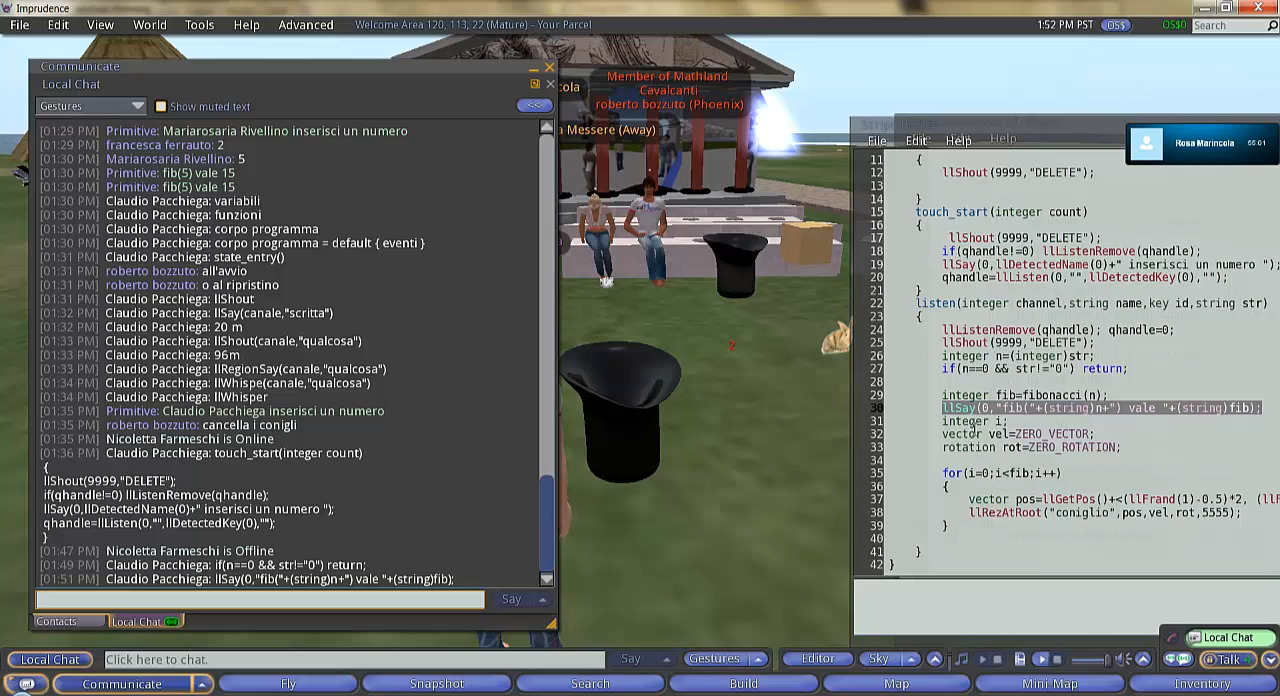 Imprudence
File Edit View World Tools Help Advanced Welcome Area 120, 113, 22 (Mature) - Your Parcel 1:52 PM PST OS$ OS$0 Search
Communicate
Local Chat
Gestures Show muted text <<
[01:29 PM] Primitive: Mariarosaria Rivellino inserisci un numero
[01:29 PM] francesca ferrauto: 2
[01:30 PM] Mariarosaria Rivellino: 5
[01:30 PM] Primitive: fib(5) vale 15
[01:30 PM] Primitive: fib(5) vale 15
[01:30 PM] Claudio Pacchiega: variabili
[01:30 PM] Claudio Pacchiega: funzioni
[01:30 PM] Claudio Pacchiega: corpo programma
[01:30 PM] Claudio Pacchiega: corpo programma = default { eventi }
[01:31 PM] Claudio Pacchiega: state_entry()
[01:31 PM] roberto bozzuto: all'avvio
[01:31 PM] roberto bozzuto: o al ripristino
[01:31 PM] Claudio Pacchiega: llShout
[01:32 PM] Claudio Pacchiega: llSay(canale,"scritta")
[01:32 PM] Claudio Pacchiega: 20 m
[01:33 PM] Claudio Pacchiega: llShout(canale,"qualcosa")
[01:33 PM] Claudio Pacchiega: 96m
[01:33 PM] Claudio Pacchiega: llRegionSay(canale,"qualcosa")
[01:34 PM] Claudio Pacchiega: llWhispe(canale,"qualcosa")
[01:34 PM] Claudio Pacchiega: llWhisper
[01:35 PM] Primitive: Claudio Pacchiega inserisci un numero
[01:35 PM] roberto bozzuto: cancella i conigli
[01:35 PM] Nicoletta Farmeschi is Online
[01:36 PM] Claudio Pacchiega: touch_start(integer count)
{
llShout(9999,"DELETE");
if(qhandle!=0) llListenRemove(qhandle);
llSay(0,llDetectedName(0)+" inserisci un numero ");
qhandle=llListen(0,"",llDetectedKey(0),"");
}
[01:47 PM] Nicoletta Farmeschi is Offline
[01:49 PM] Claudio Pacchiega: if(n==0 && str!="0") return;
[01:51 PM] Claudio Pacchiega: llSay(0,"fib("+(string)n+") vale "+(string)fib);
Say
Contacts Local Chat
cola
Member of Mathland
Cavalcanti
roberto bozzuto (Phoenix)
a Messere (Away)
2
File Edit Help
File Edit Help
Rosa Marincola
11 {
12 llShout(9999,"DELETE");
13
14 }
15 touch_start(integer count)
16 {
17 llShout(9999,"DELETE");
18 if(qhandle!=0) llListenRemove(qhandle);
19 llSay(0,llDetectedName(0)+" inserisci un numero ");
20 qhandle=llListen(0,"",llDetectedKey(0),"");
21 }
22 listen(integer channel,string name,key id,string str)
23 {
24 llListenRemove(qhandle); qhandle=0;
25 llShout(9999,"DELETE");
26 integer n=(integer)str;
27 if(n==0 && str!="0") return;
28
29 integer fib=fibonacci(n);
30 llSay(0,"fib("+(string)n+") vale "+(string)fib);
31 integer i;
32 vector vel=ZERO_VECTOR;
33 rotation rot=ZERO_ROTATION;
34
35 for(i=0;i<fib;i++)
36 {
37 vector pos=llGetPos()+<(llFrand(1)-0.5)*2, (llF
38 llRezAtRoot("coniglio",pos,vel,rot,5555);
39 }
40
41 }
42 }
Local Chat
Local Chat Click here to chat. Say Gestures Editor Sky Talk
Communicate Fly Snapshot Search Build Map Mini Map Inventory